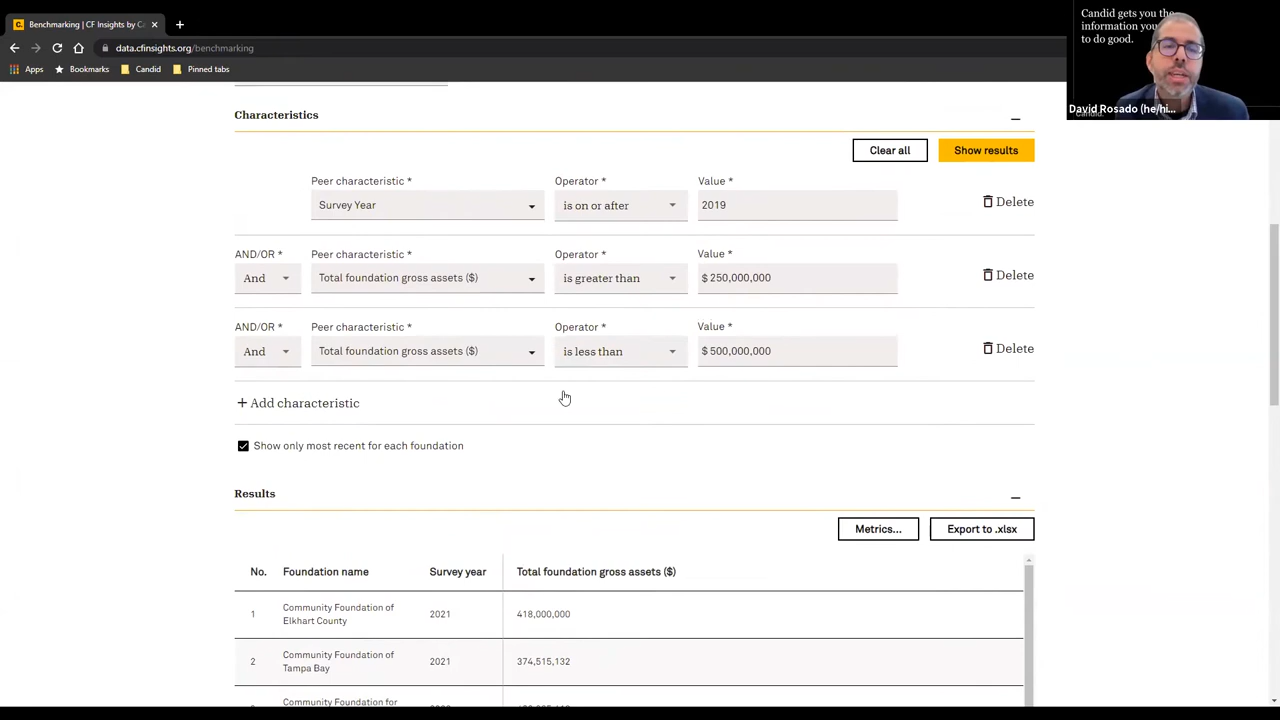 Benchmarking | CF Insights by C
data.cfinsights.org/benchmarking
Apps Bookmarks Candid Pinned tabs
Candid gets you the
information you
to do good.
David Rosado (he/hi...
Candid.
Characteristics
Clear all Show results
Peer characteristic * Operator * Value *
Survey Year is on or after 2019 Delete
AND/OR * Peer characteristic * Operator * Value *
And Total foundation gross assets ($) is greater than $ 250,000,000 Delete
AND/OR * Peer characteristic * Operator * Value *
And Total foundation gross assets ($) is less than $ 500,000,000 Delete
+ Add characteristic
Show only most recent for each foundation
Results
Metrics... Export to .xlsx
No. Foundation name Survey year Total foundation gross assets ($)
1 Community Foundation of Elkhart County 2021 418,000,000
2 Community Foundation of Tampa Bay 2021 374,515,132
Community Foundation for